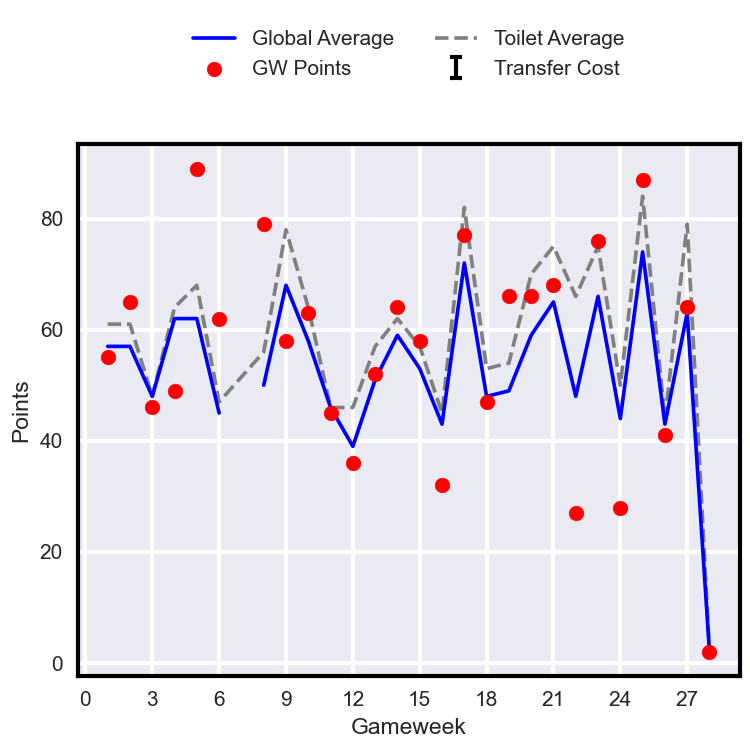 Global Average Toilet Average
GW Points Transfer Cost
80
60
40
20
0
Points
0 3 6 9 12 15 18 21 24 27
Gameweek